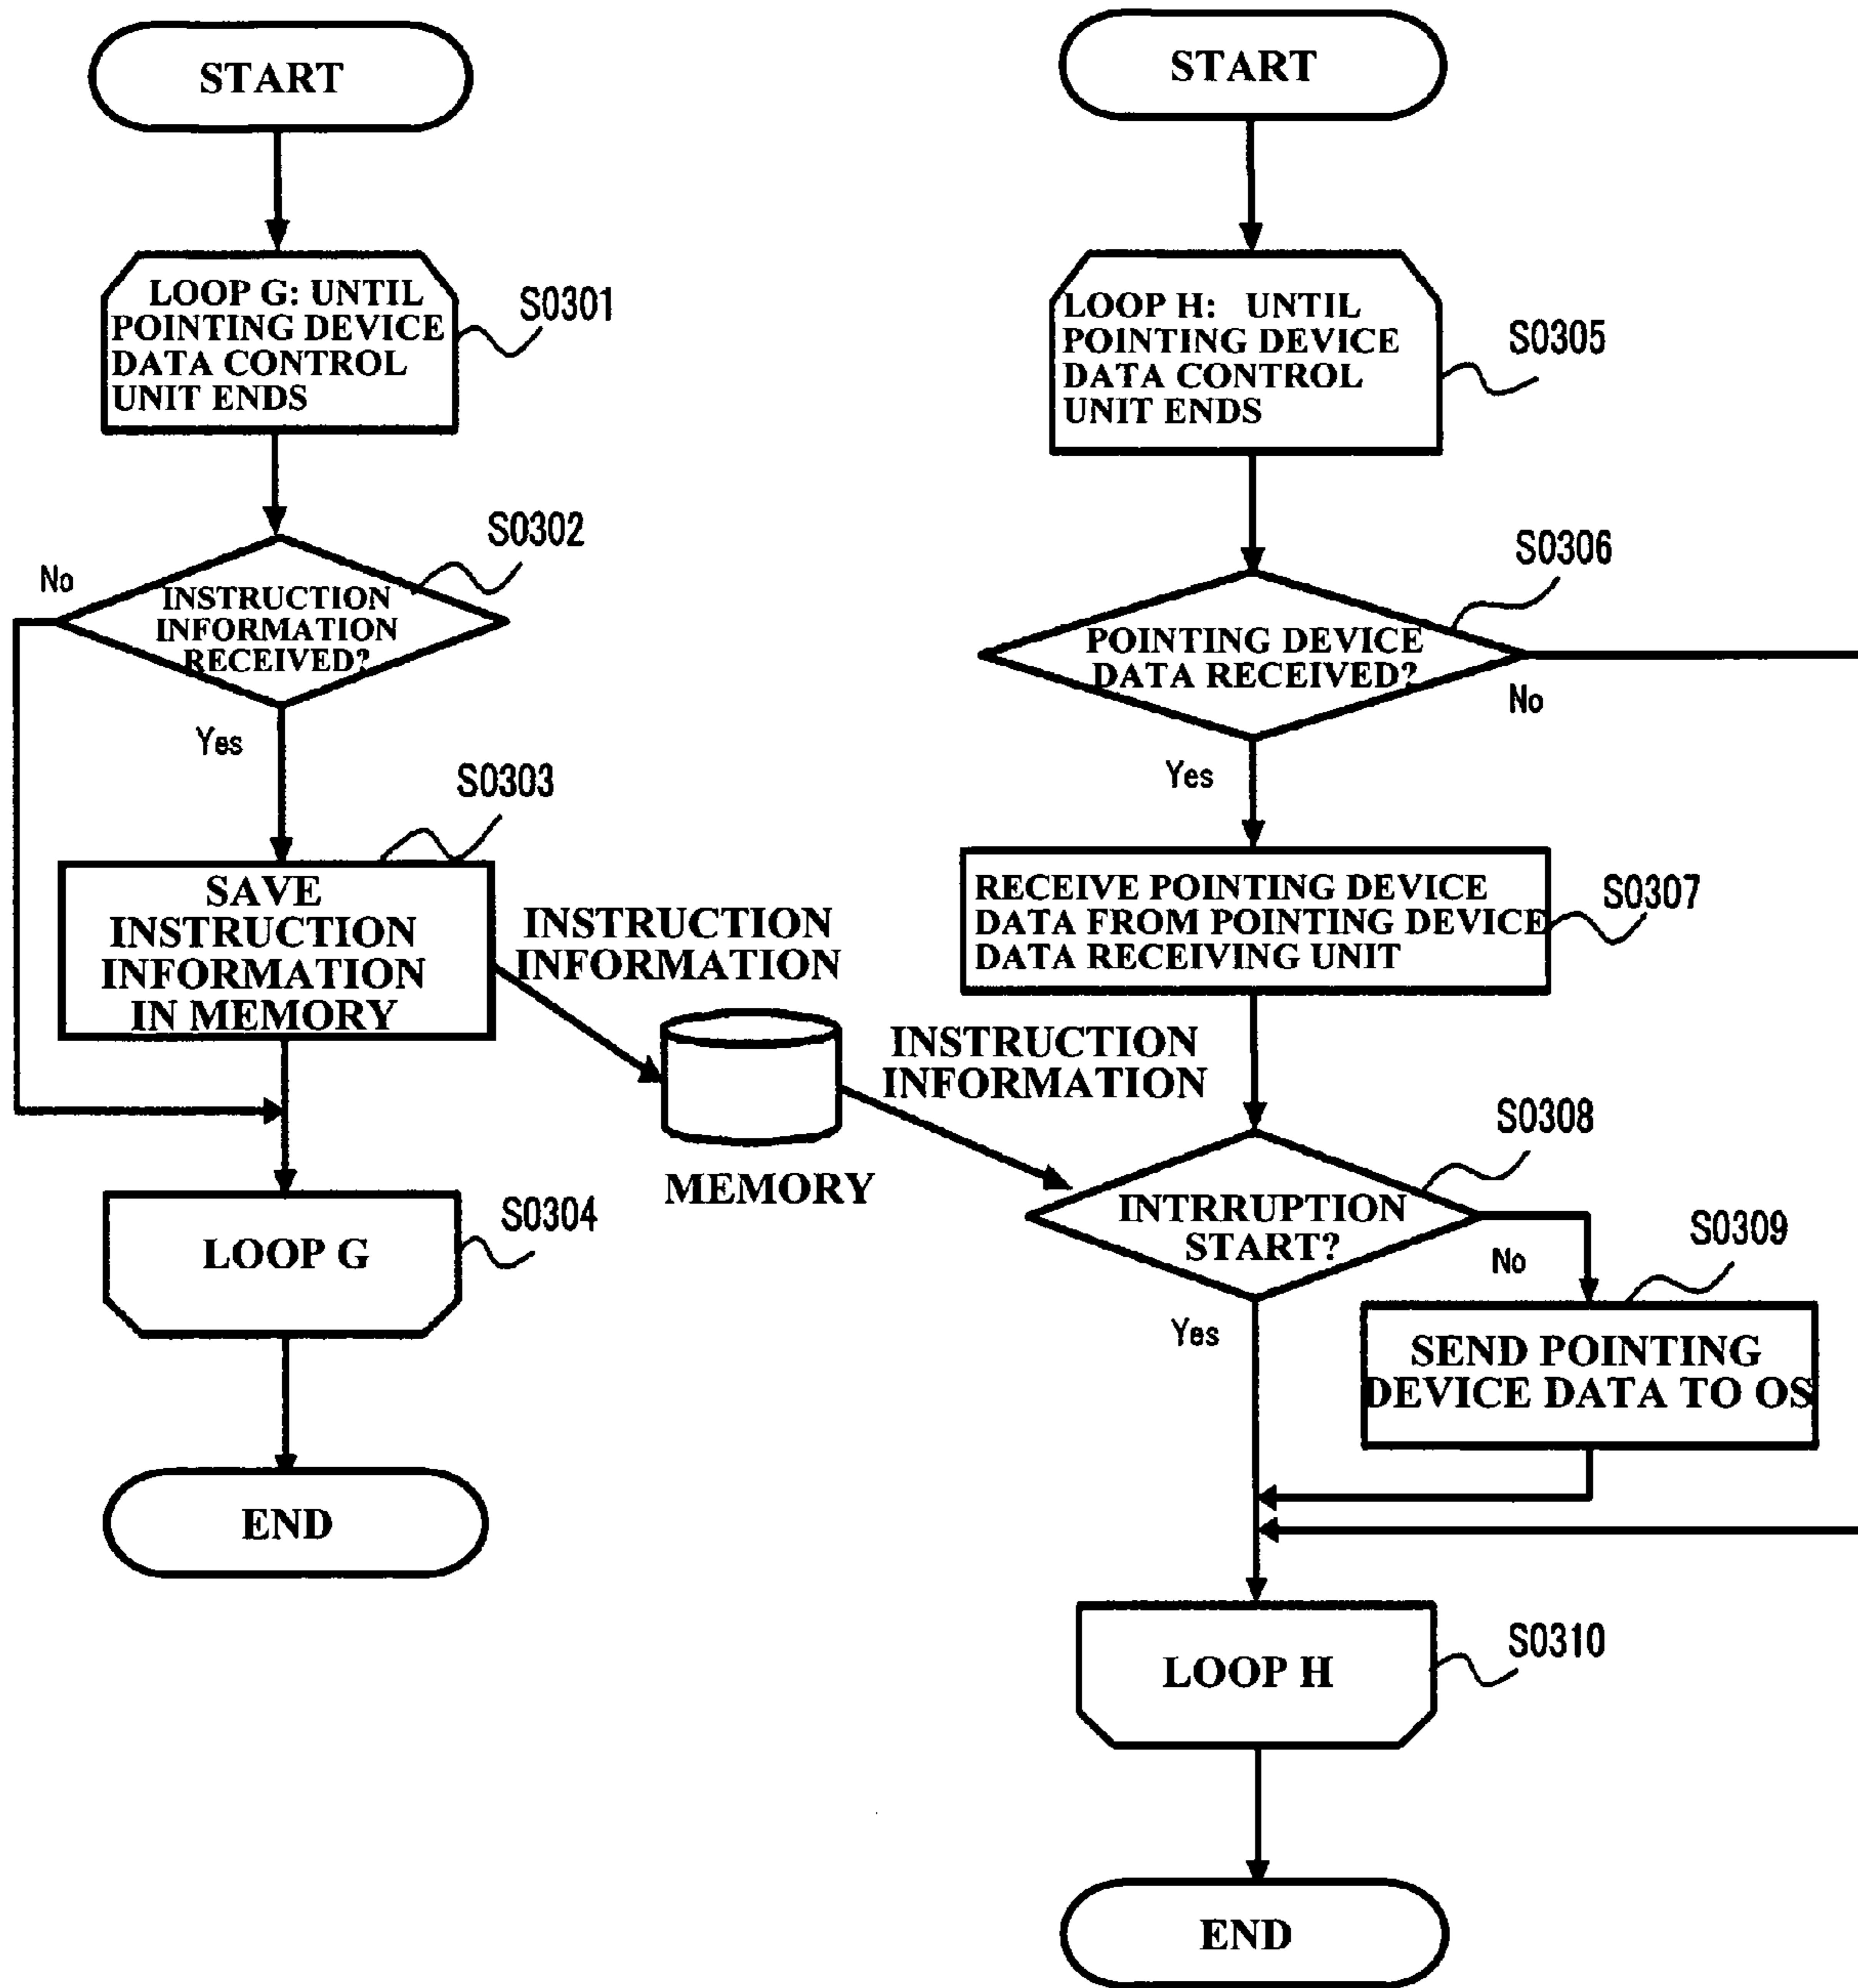 START
LOOP G: UNTIL
POINTING DEVICE
DATA CONTROL
UNIT ENDS
S0301
S0302
No
INSTRUCTION
INFORMATION
RECEIVED?
Yes
S0303
SAVE
INSTRUCTION
INFORMATION
IN MEMORY
INSTRUCTION
INFORMATION
MEMORY
INSTRUCTION
INFORMATION
S0304
LOOP G
END
START
LOOP H: UNTIL
POINTING DEVICE
DATA CONTROL
UNIT ENDS
S0305
S0306
POINTING DEVICE
DATA RECEIVED?
No
Yes
RECEIVE POINTING DEVICE
DATA FROM POINTING DEVICE
DATA RECEIVING UNIT
S0307
S0308
INTRRUPTION
START?
No
Yes
S0309
SEND POINTING
DEVICE DATA TO OS
LOOP H
S0310
END